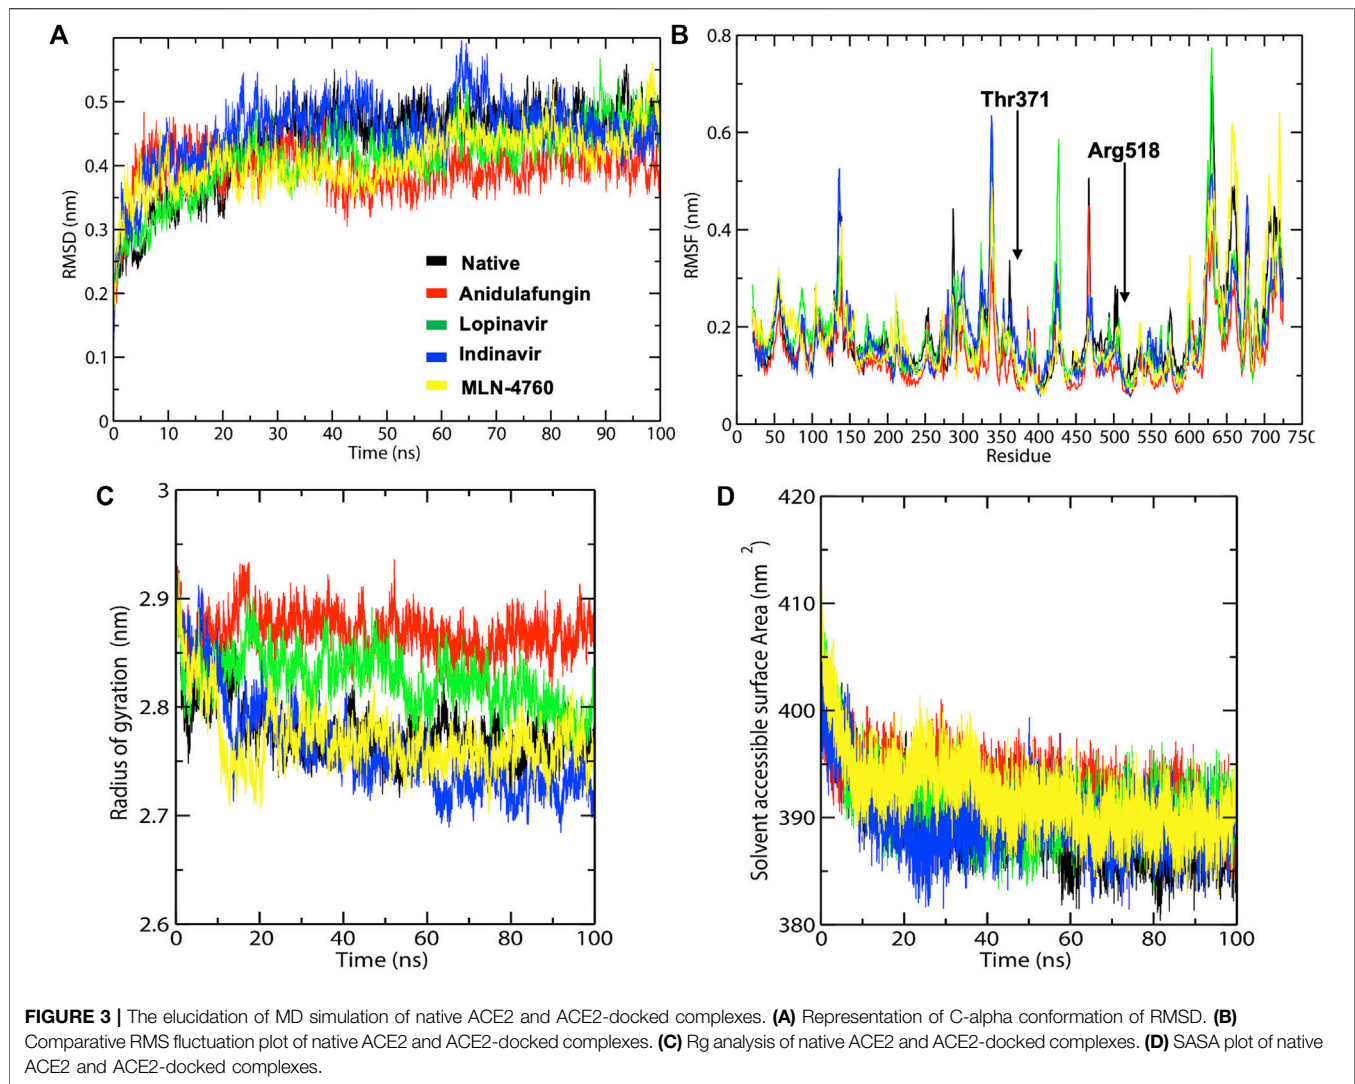 A
RMSD (nm)
0.5
0.4
0.3
0.2
0.1
0
0 10 20 30 40 50 60 70 80 90 100
Time (ns)
Native
Anidulafungin
Lopinavir
Indinavir
MLN-4760
B
RMSF (nm)
0.8
0.6
0.4
0.2
0
Thr371
Arg518
0 50 100 150 200 250 300 350 400 450 500 550 600 650 700 750
Residue
C
Radius of gyration (nm)
3
2.9
2.8
2.7
2.6
0 20 40 60 80 100
Time (ns)
D
Solvent accessible surface Area (nm 2)
420
410
400
390
380
0 20 40 60 80 100
Time (ns)
FIGURE 3 | The elucidation of MD simulation of native ACE2 and ACE2-docked complexes. (A) Representation of C-alpha conformation of RMSD. (B)
Comparative RMS fluctuation plot of native ACE2 and ACE2-docked complexes. (C) Rg analysis of native ACE2 and ACE2-docked complexes. (D) SASA plot of native
ACE2 and ACE2-docked complexes.